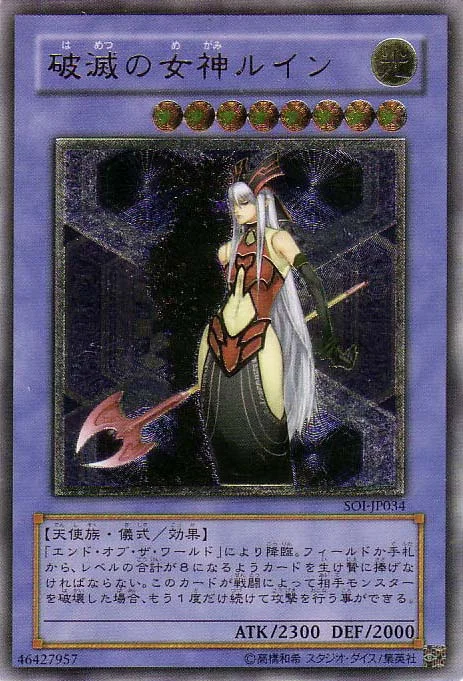 破滅の女神ルイン
光
SOI-JP034
【天使族・儀式／効果】
「エンド・オブ・ザ・ワールド」により降臨。フィールドか手札
から、レベルの合計が８になるようカードを生け贄に捧げな
ければならない。このカードが戦闘によって相手モンスター
を破壊した場合、もう１度だけ続けて攻撃を行う事ができる。
ATK/2300 DEF/2000
46427957
©高橋和希 スタジオ・ダイス/集英社